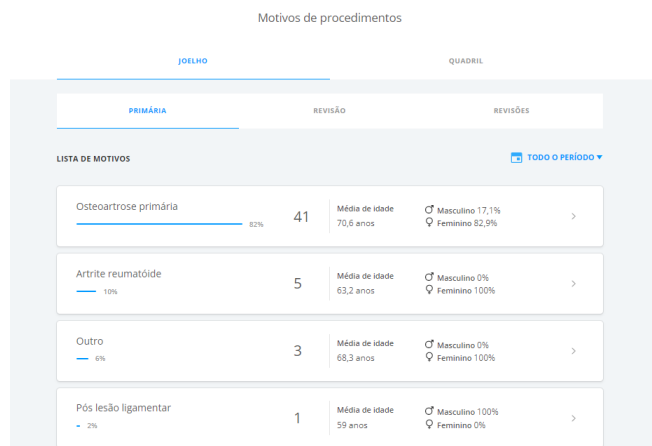 Motivos de procedimentos
JOELHO
QUADRIL
PRIMÁRIA
REVISÃO
REVISÕES
LISTA DE MOTIVOS
TODO O PERÍODO
Osteoartrose primária
82%
41
Média de idade
70,6 anos
Masculino 17,1%
Feminino 82,9%
Artrite reumatóide
10%
5
Média de idade
63,2 anos
Masculino 0%
Feminino 100%
Outro
6%
3
Média de idade
68,3 anos
Masculino 0%
Feminino 100%
Pós lesão ligamentar
2%
1
Média de idade
59 anos
Masculino 100%
Feminino 0%